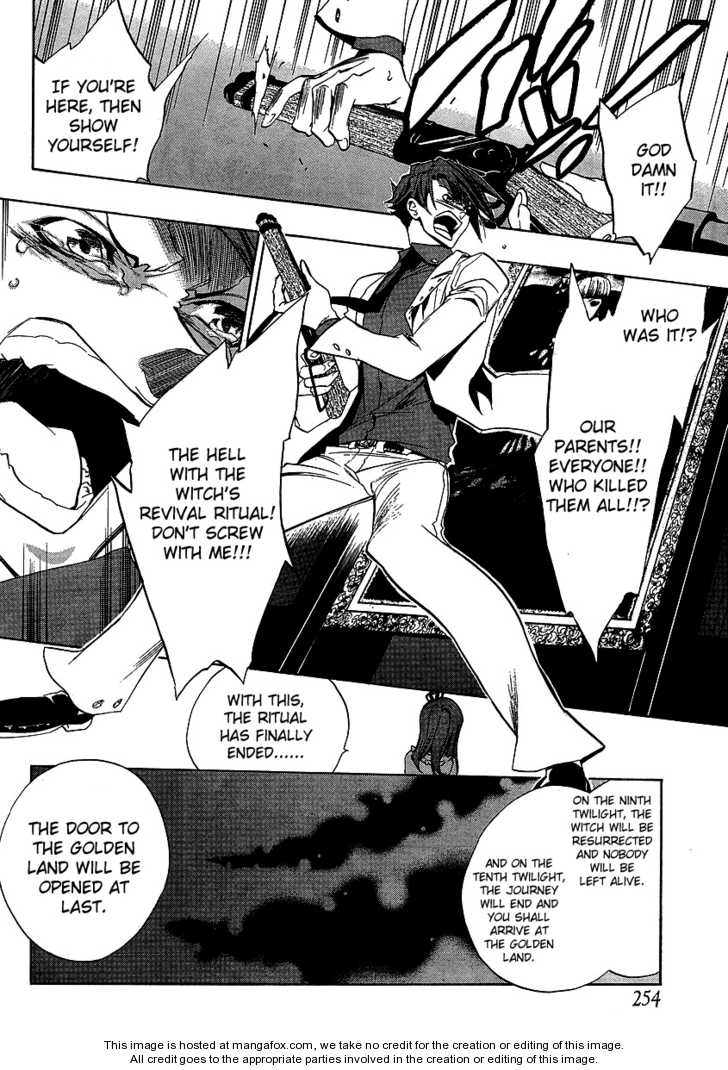 GOD
DAMN
IT!!
IF YOU'RE
HERE, THEN
SHOW
YOURSELF!
WHO
WAS IT!?
OUR
PARENTS!!
EVERYONE!!
WHO KILLED
THEM ALL!!?
THE HELL
WITH THE
WITCH'S
REVIVAL RITUAL!
DON'T SCREW
WITH ME!!!
WITH THIS,
THE RITUAL
HAS FINALLY
ENDED......
ON THE NINTH
TWILIGHT, THE
WITCH WILL BE
RESURRECTED
AND NOBODY
WILL BE
LEFT ALIVE.
AND ON THE
TENTH TWILIGHT,
THE JOURNEY
WILL END AND
YOU SHALL
ARRIVE AT
THE GOLDEN
LAND.
THE DOOR TO
THE GOLDEN
LAND WILL BE
OPENED AT
LAST.
254
This image is hosted at mangafox.com, we take no credit for the creation or editing of this image.
All credit goes to the appropriate parties involved in the creation or editing of this image.